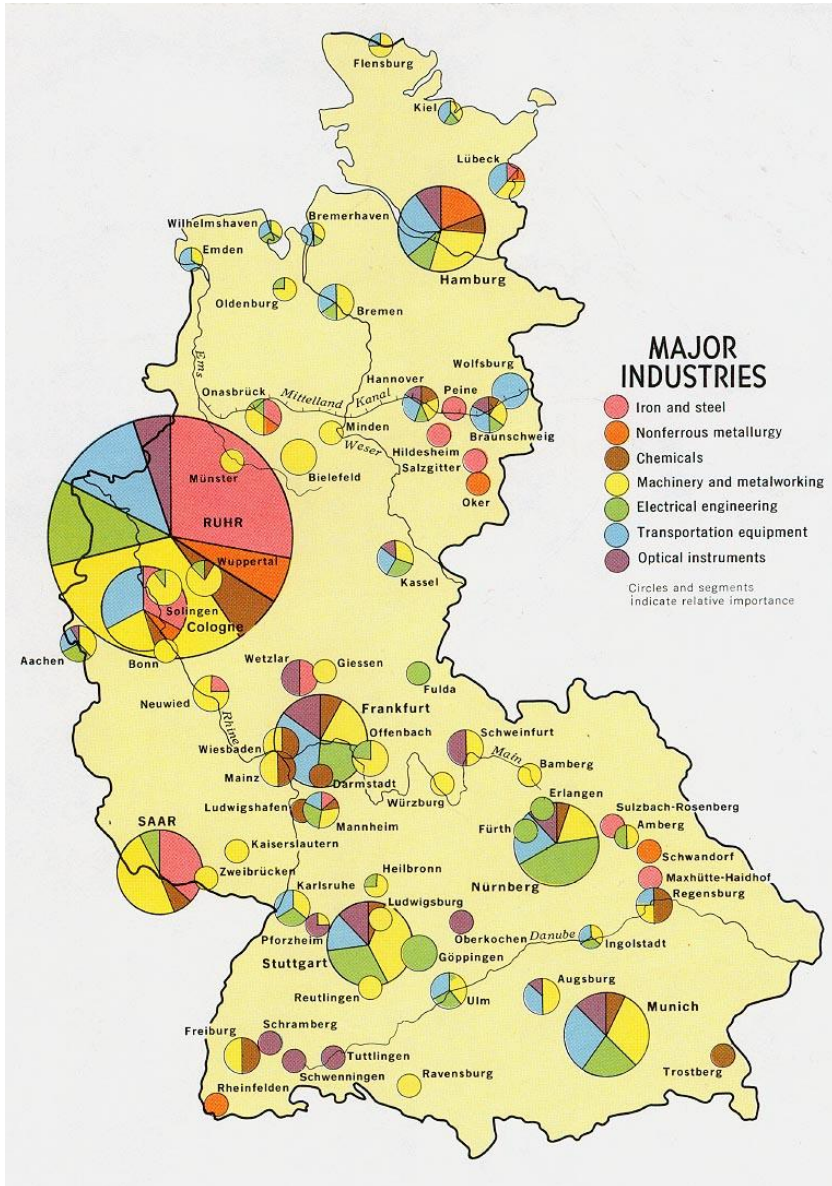 Flensburg
Kiel
Lübeck
Wilhelmshaven
Bremerhaven
Emden
Hamburg
Oldenburg
Bremen
Ems
MAJOR
INDUSTRIES
Iron and steel
Nonferrous metallurgy
Chemicals
Machinery and metalworking
Electrical engineering
Transportation equipment
Optical instruments
Circles and segments
indicate relative importance
Wolfsburg
Hannover
Peine
Onasbrück
Mittelland
Kanal
Minden
Braunschweig
Weser
Hildesheim
Salzgitter
Münster
Bielefeld
Oker
RUHR
Wuppertal
Kassel
Solingen
Cologne
Aachen
Bonn
Wetzlar
Giessen
Fulda
Neuwied
Rhine
Frankfurt
Offenbach
Schweinfurt
Wiesbaden
Main
Bamberg
Mainz
Darmstadt
Würzburg
Erlangen
Ludwigshafen
Sulzbach-Rosenberg
SAAR
Mannheim
Fürth
Amberg
Kaiserslautern
Schwandorf
Zweibrücken
Heilbronn
Nürnberg
Maxhütte-Haidhof
Karlsruhe
Regensburg
Ludwigsburg
Pforzheim
Oberkochen
Danube
Ingolstadt
Stuttgart
Göppingen
Reutlingen
Ulm
Augsburg
Munich
Freiburg
Schramberg
Tuttlingen
Trostberg
Schwenningen
Ravensburg
Rheinfelden